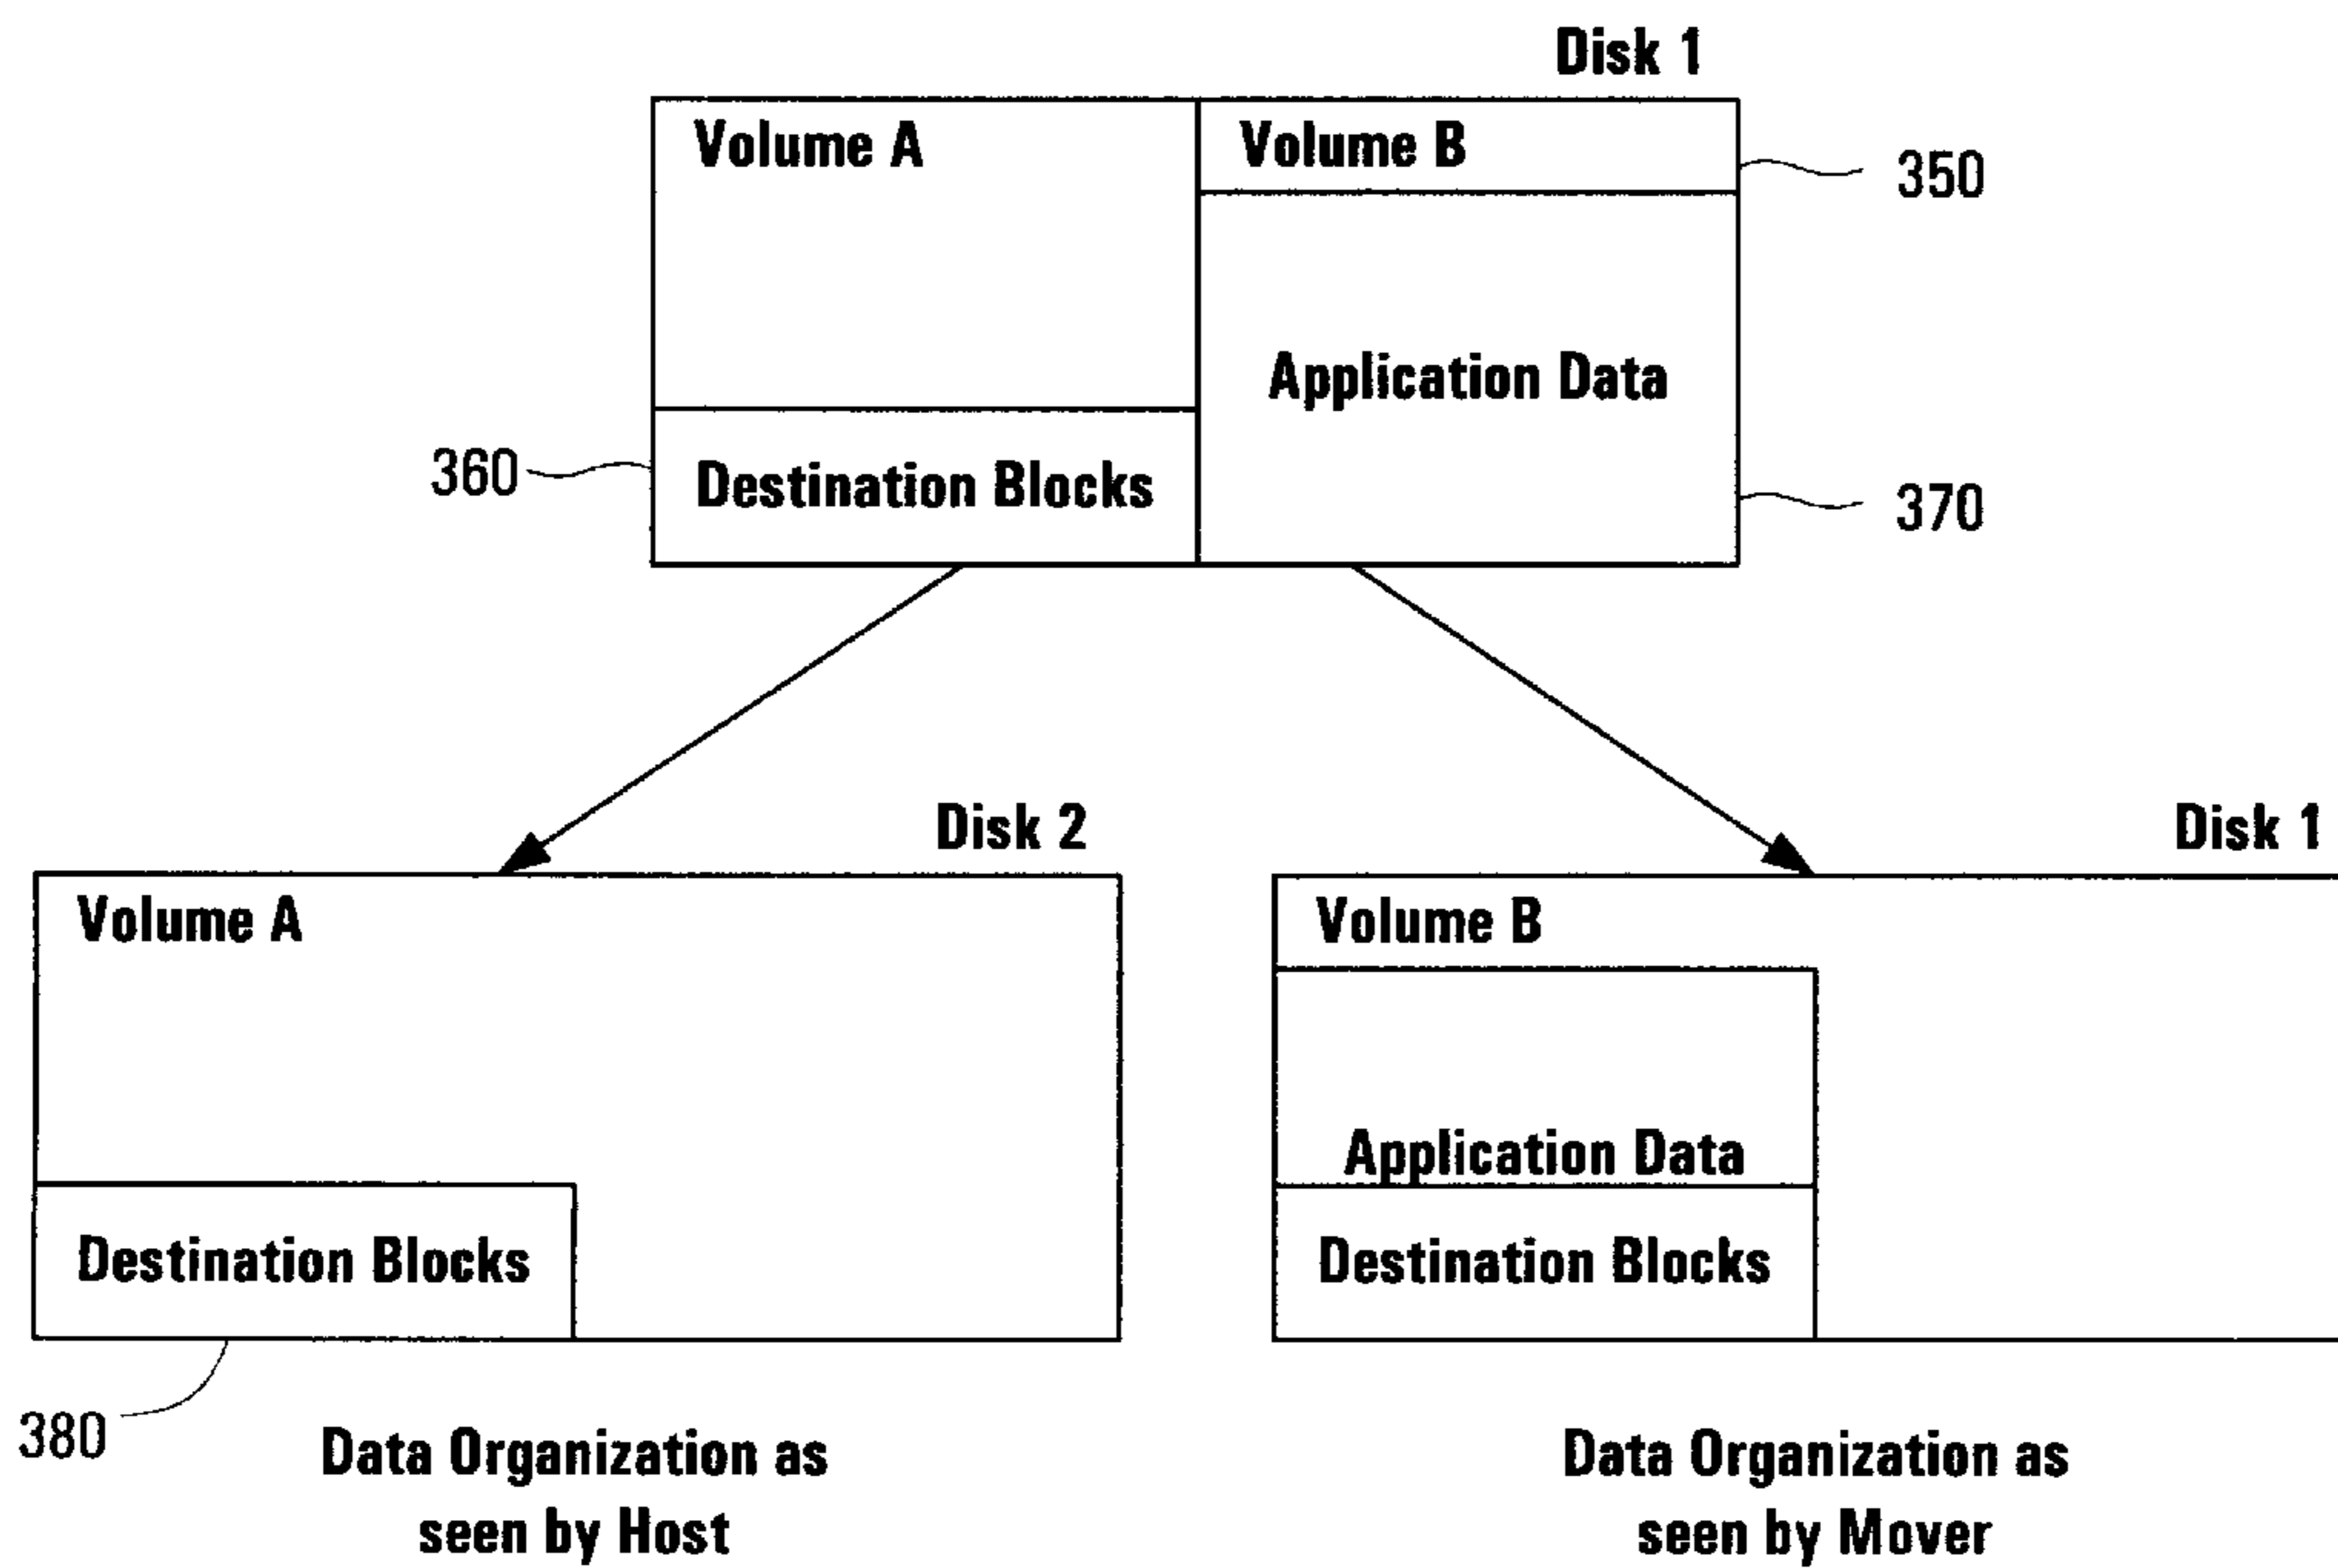 Disk 1
Volume A
Volume B
350
Application Data
360
Destination Blocks
370
Disk 2
Disk 1
Volume A
Volume B
Application Data
Destination Blocks
Destination Blocks
380
Data Organization as
seen by Host
Data Organization as
seen by Mover